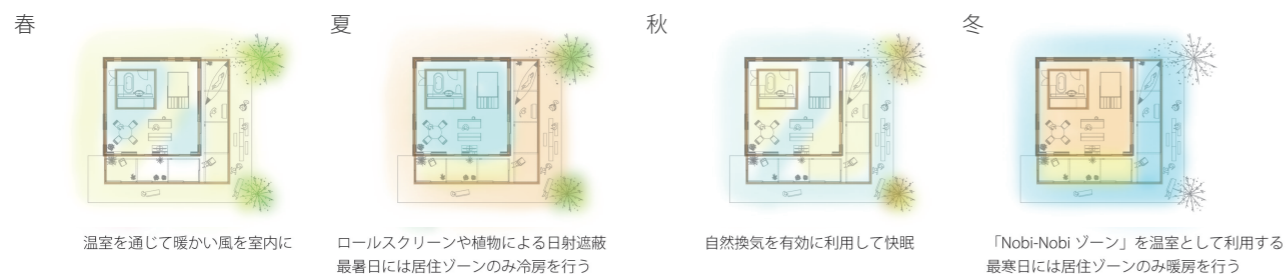 春
温室を通じて暖かい風を室内に
夏
ロールスクリーンや植物による日射遮蔽
最暑日には居住ゾーンのみ冷房を行う
秋
自然換気を有効に利用して快眠
冬
「Nobi-Nobi ゾーン」を温室として利用する
最寒日には居住ゾーンのみ暖房を行う